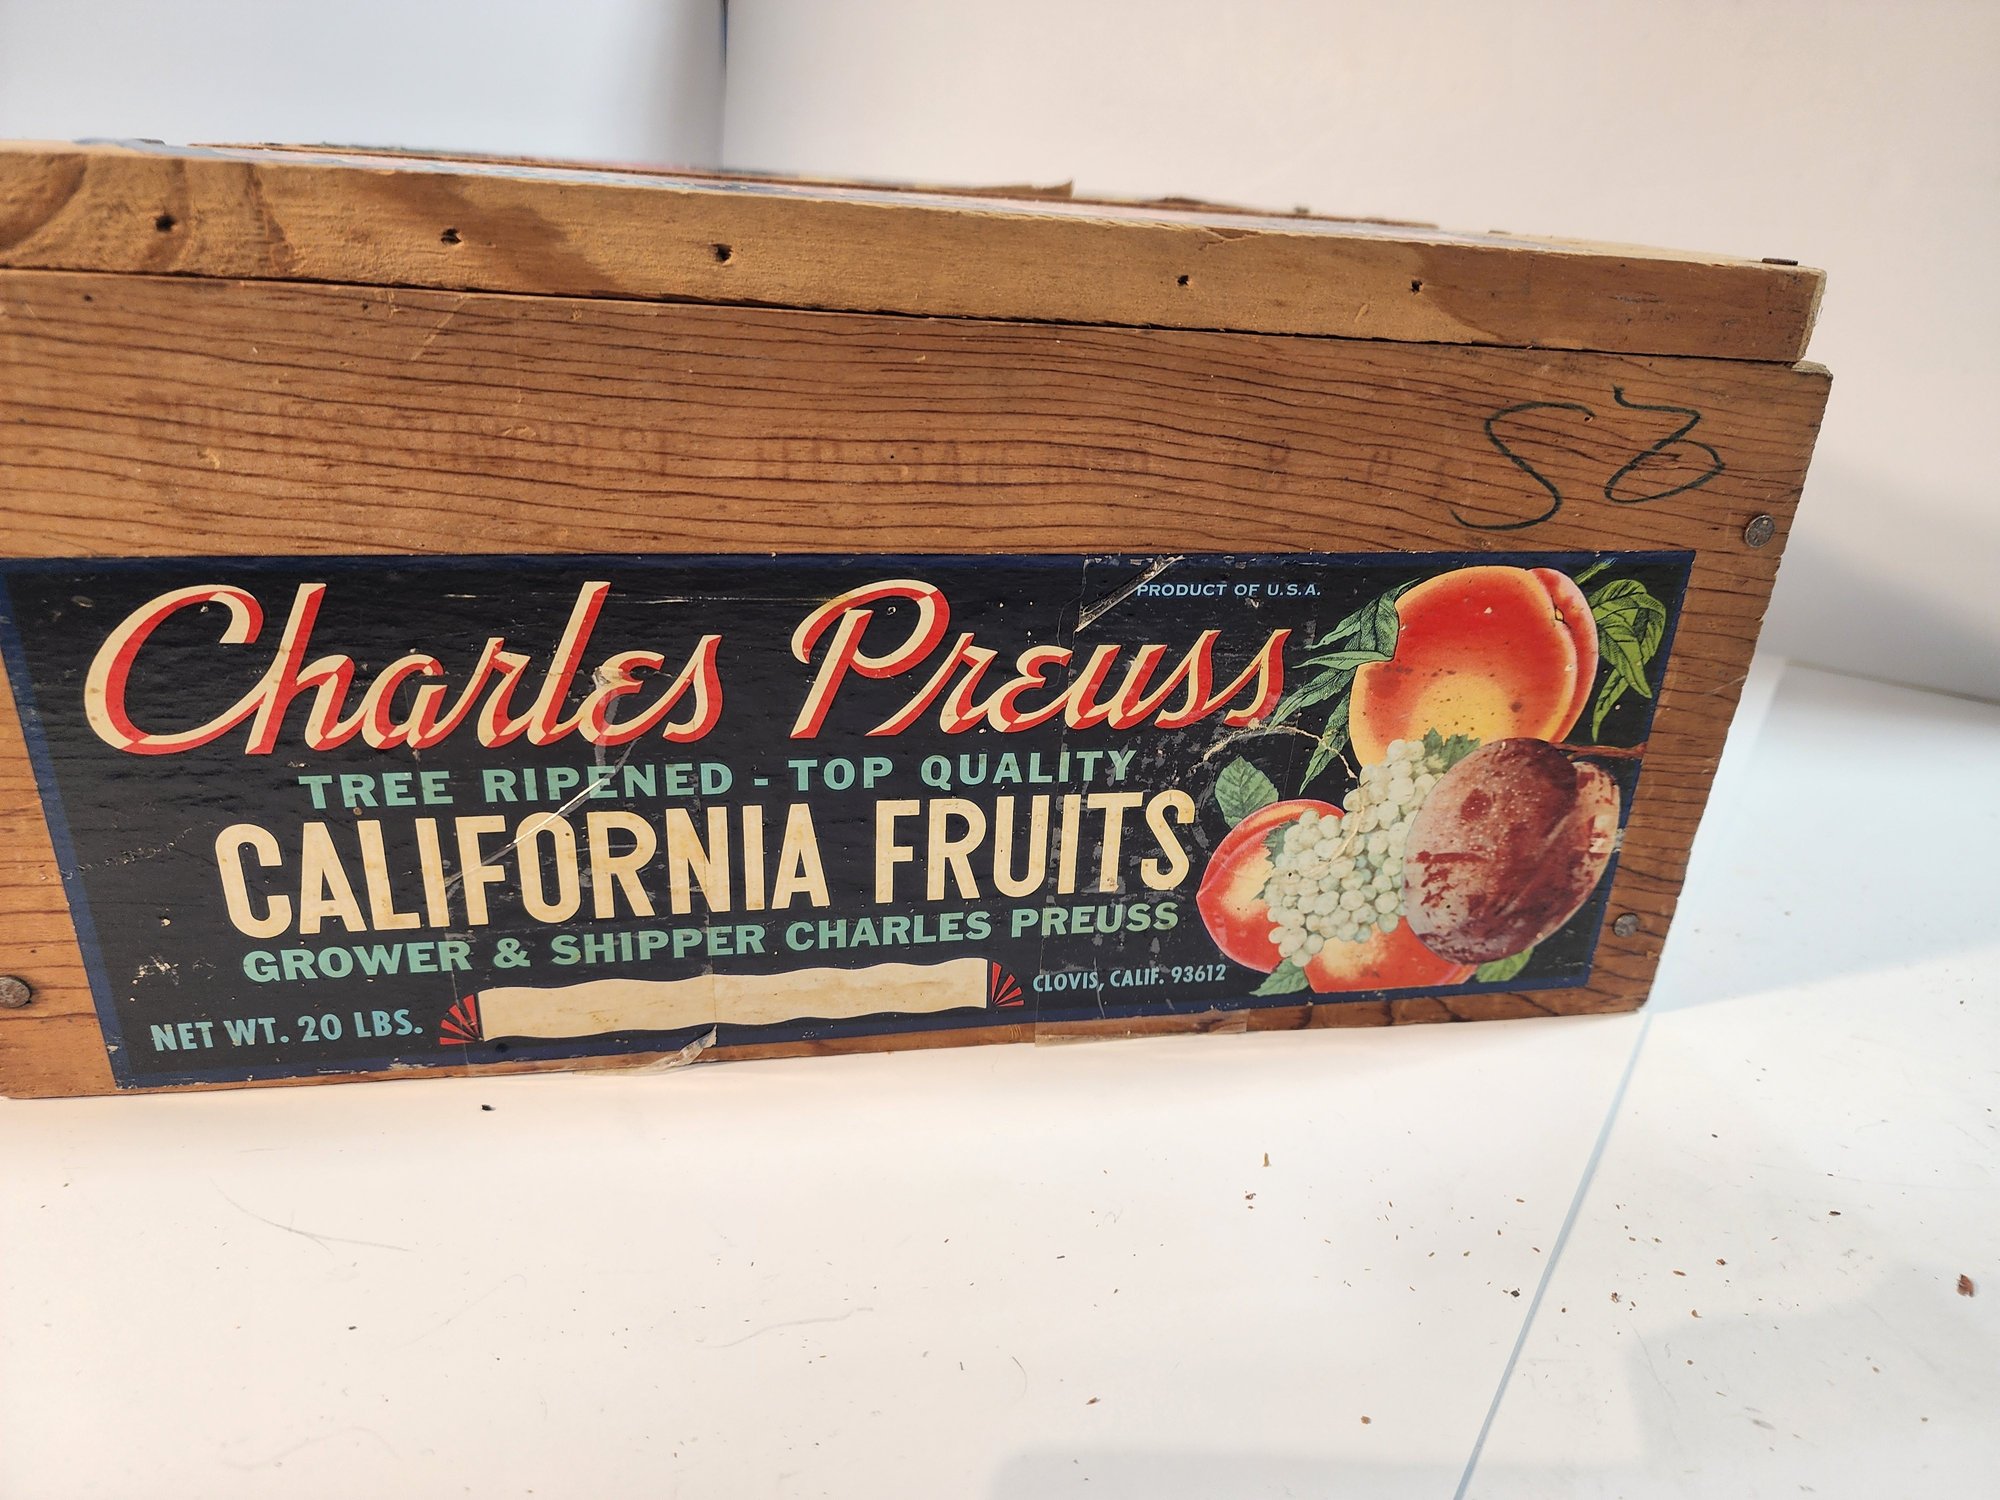 Charles Preuss
PRODUCT OF U.S.A.
TREE RIPENED - TOP QUALITY
CALIFORNIA FRUITS
GROWER & SHIPPER CHARLES PREUSS
CLOVIS, CALIF. 93612
NET WT. 20 LBS.